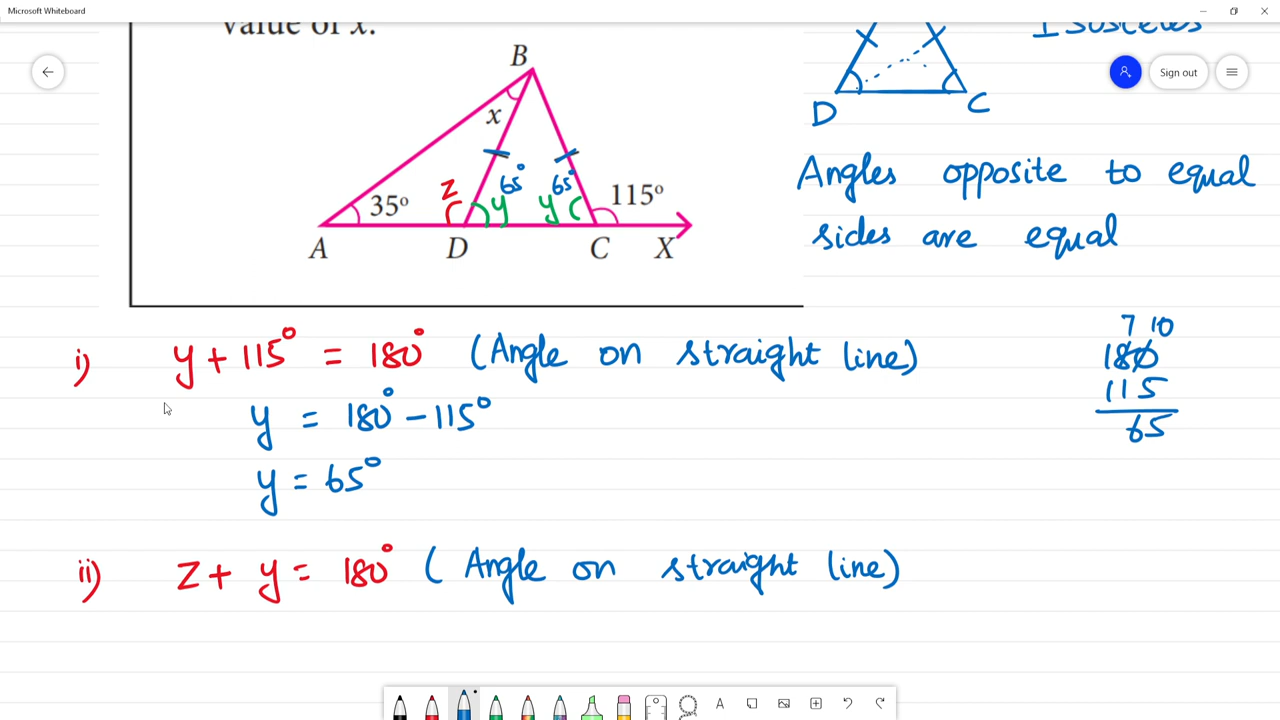 Microsoft Whiteboard
value of x.
Isosceles
Sign out
B
x
D
C
65°
65°
z
y
y
35°
115°
A
D
C
X
Angles opposite to equal
sides are equal
i) y + 115° = 180° (Angle on straight line)
y = 180° - 115°
y = 65°
7 10
180
115
65
ii) z + y = 180° (Angle on straight line)
A